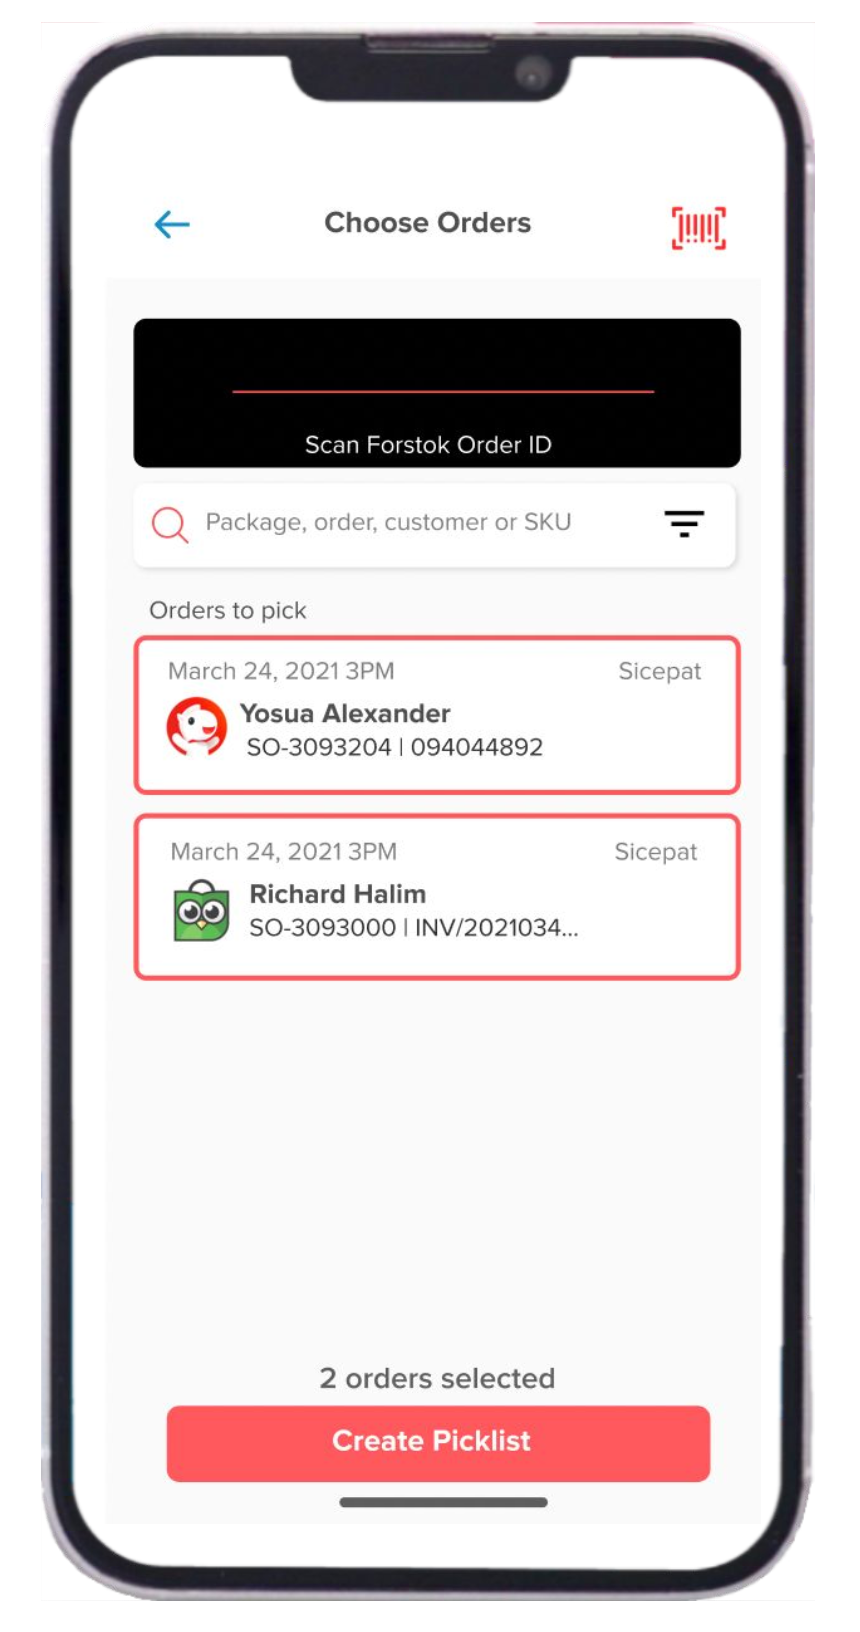 Choose Orders
Scan Forstok Order ID
Package, order, customer or SKU
Orders to pick
March 24, 2021 3PM Sicepat
Yosua Alexander
SO-3093204 | 094044892
March 24, 2021 3PM Sicepat
Richard Halim
SO-3093000 | INV/2021034...
2 orders selected
Create Picklist